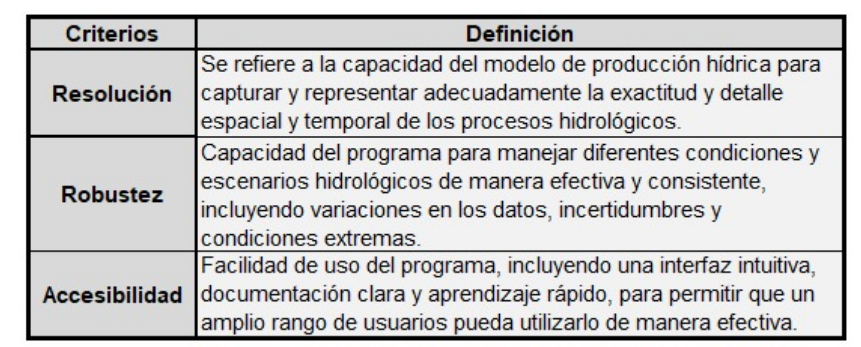 Criterios
Definición
Resolución
Se refiere a la capacidad del modelo de producción hídrica para
capturar y representar adecuadamente la exactitud y detalle
espacial y temporal de los procesos hidrológicos.
Robustez
Capacidad del programa para manejar diferentes condiciones y
escenarios hidrológicos de manera efectiva y consistente,
incluyendo variaciones en los datos, incertidumbres y
condiciones extremas.
Accesibilidad
Facilidad de uso del programa, incluyendo una interfaz intuitiva,
documentación clara y aprendizaje rápido, para permitir que un
amplio rango de usuarios pueda utilizarlo de manera efectiva.